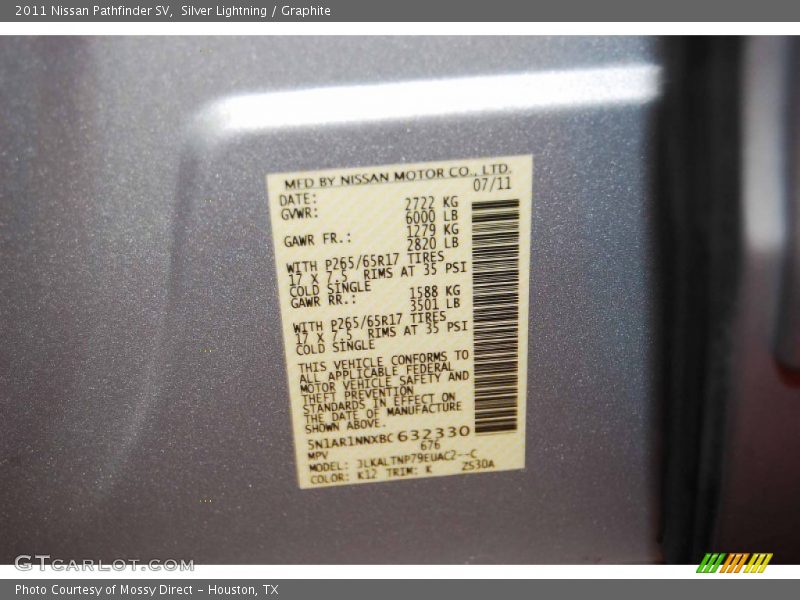 2011 Nissan Pathfinder SV,  Silver Lightning / Graphite
MFD BY NISSAN MOTOR CO., LTD.
DATE: 07/11
GVWR: 2722 KG
6000 LB
GAWR FR.: 1279 KG
2820 LB
WITH P265/65R17 TIRES
17 X 7.5 RIMS AT 35 PSI
COLD SINGLE
GAWR RR.: 1588 KG
3501 LB
WITH P265/65R17 TIRES
17 X 7.5 RIMS AT 35 PSI
COLD SINGLE
THIS VEHICLE CONFORMS TO
ALL APPLICABLE FEDERAL
MOTOR VEHICLE SAFETY AND
THEFT PREVENTION
STANDARDS IN EFFECT ON
THE DATE OF MANUFACTURE
SHOWN ABOVE.
5N1AR1NNXBC632330
MPV 676
MODEL: 3LKALTNP79EUAC2--C
COLOR: K12 TRIM: K ZS30A
GTCARLOT.COM
Photo Courtesy of Mossy Direct - Houston, TX